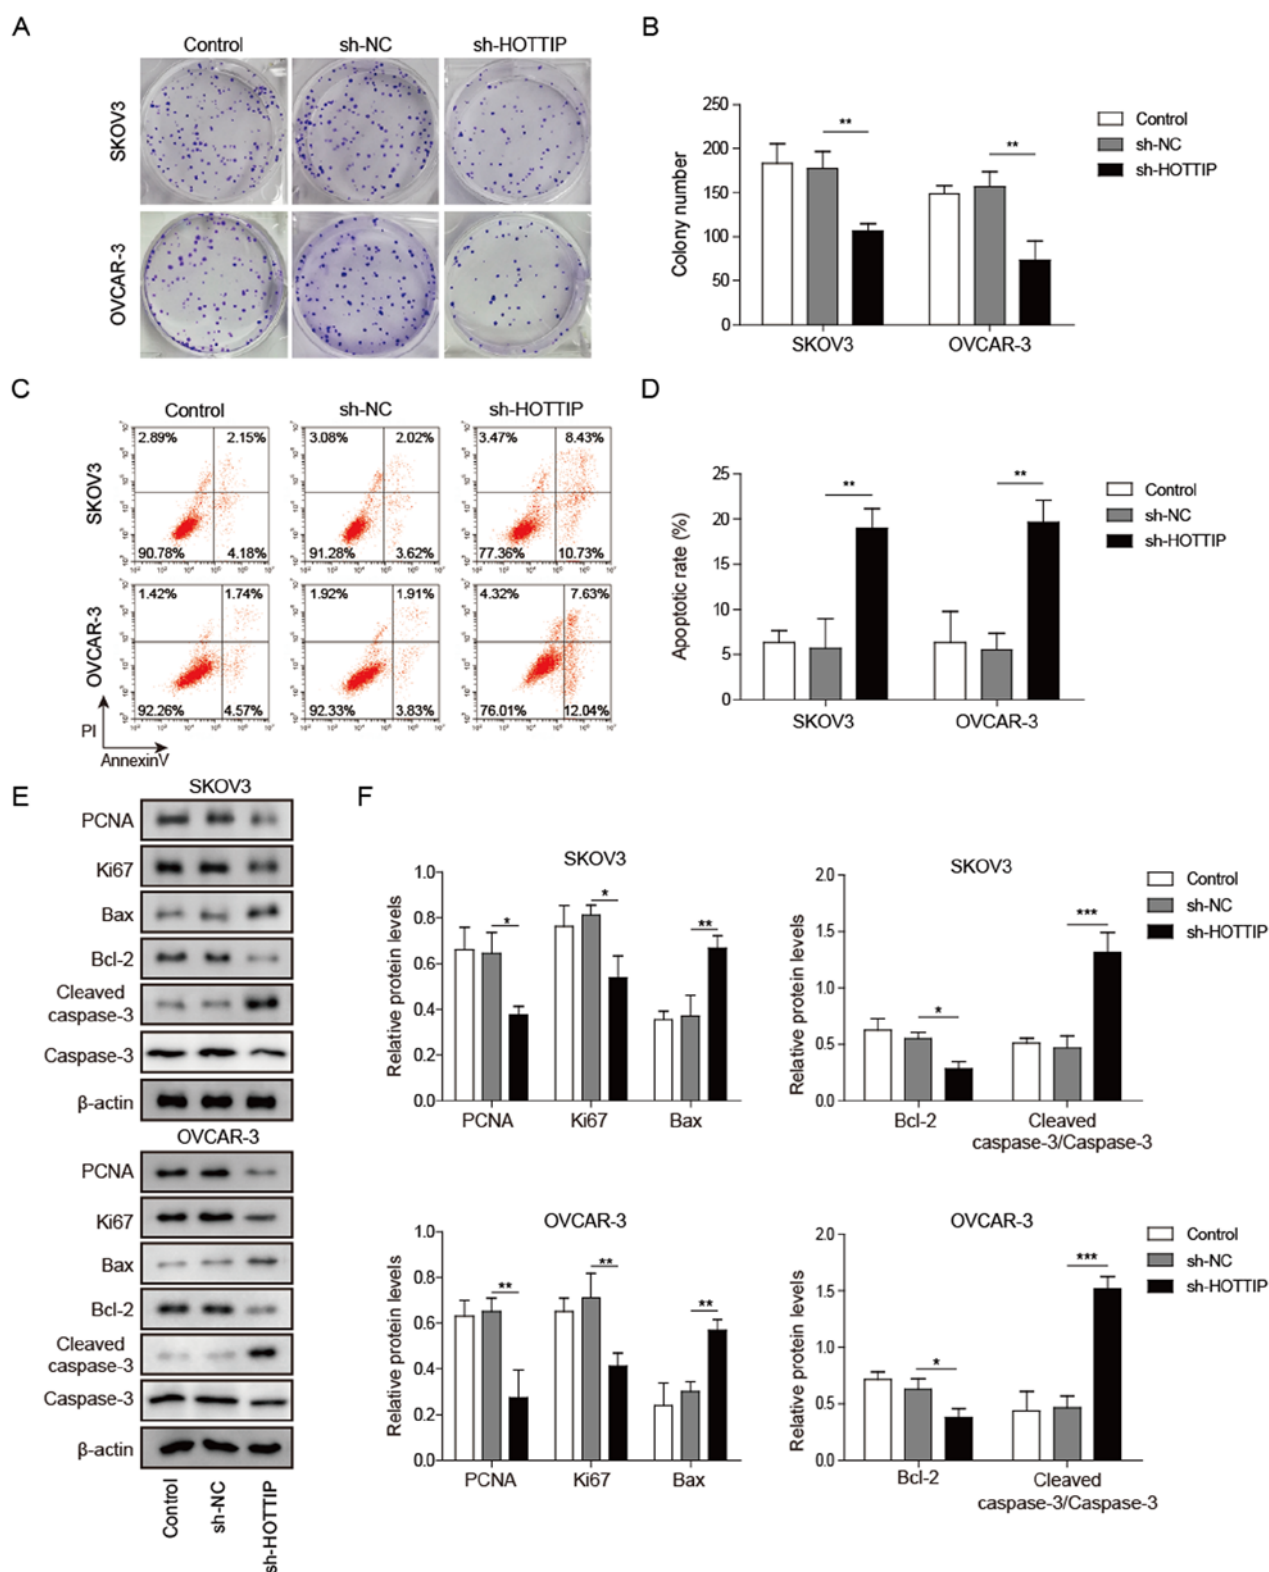 A
Control sh-NC sh-HOTTIP
SKOV3
OVCAR-3
B
250
200
150
100
50
0
Colony number
** **
SKOV3 OVCAR-3
Control
sh-NC
sh-HOTTIP
C
Control sh-NC sh-HOTTIP
SKOV3
2.89% 2.15% 3.08% 2.02% 3.47% 8.43%
90.78% 4.18% 91.28% 3.62% 77.36% 10.73%
OVCAR-3
1.42% 1.74% 1.92% 1.91% 4.32% 7.63%
92.26% 4.57% 92.33% 3.83% 76.01% 12.04%
PI
AnnexinV
D
25
20
15
10
5
0
Apoptotic rate (%)
** **
SKOV3 OVCAR-3
Control
sh-NC
sh-HOTTIP
E
SKOV3
PCNA
Ki67
Bax
Bcl-2
Cleaved
caspase-3
Caspase-3
β-actin
OVCAR-3
PCNA
Ki67
Bax
Bcl-2
Cleaved
caspase-3
Caspase-3
β-actin
Control
sh-NC
sh-HOTTIP
F
SKOV3
1.0
0.8
0.6
0.4
0.2
0.0
Relative protein levels
* * **
PCNA Ki67 Bax
SKOV3
2.0
1.5
1.0
0.5
0.0
Relative protein levels
* ***
Bcl-2 Cleaved
caspase-3/Caspase-3
Control
sh-NC
sh-HOTTIP
OVCAR-3
1.0
0.8
0.6
0.4
0.2
0.0
Relative protein levels
** ** **
PCNA Ki67 Bax
OVCAR-3
2.0
1.5
1.0
0.5
0.0
Relative protein levels
* ***
Bcl-2 Cleaved
caspase-3/Caspase-3
Control
sh-NC
sh-HOTTIP